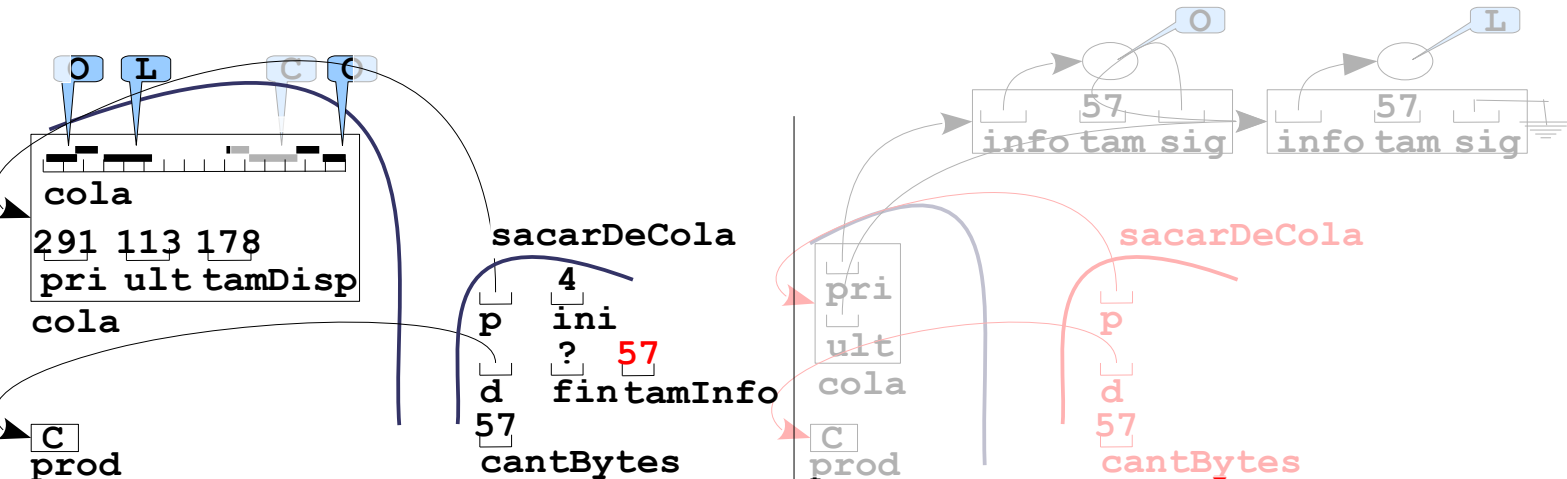 O L C O
cola
291 113 178
pri ult tamDisp
cola
sacarDeCola
4
p ini
? 57
d fin tamInfo
57
cantBytes
C
prod
O L
57 57
info tam sig info tam sig
pri
ult
cola
sacarDeCola
p
d
57
cantBytes
C
prod